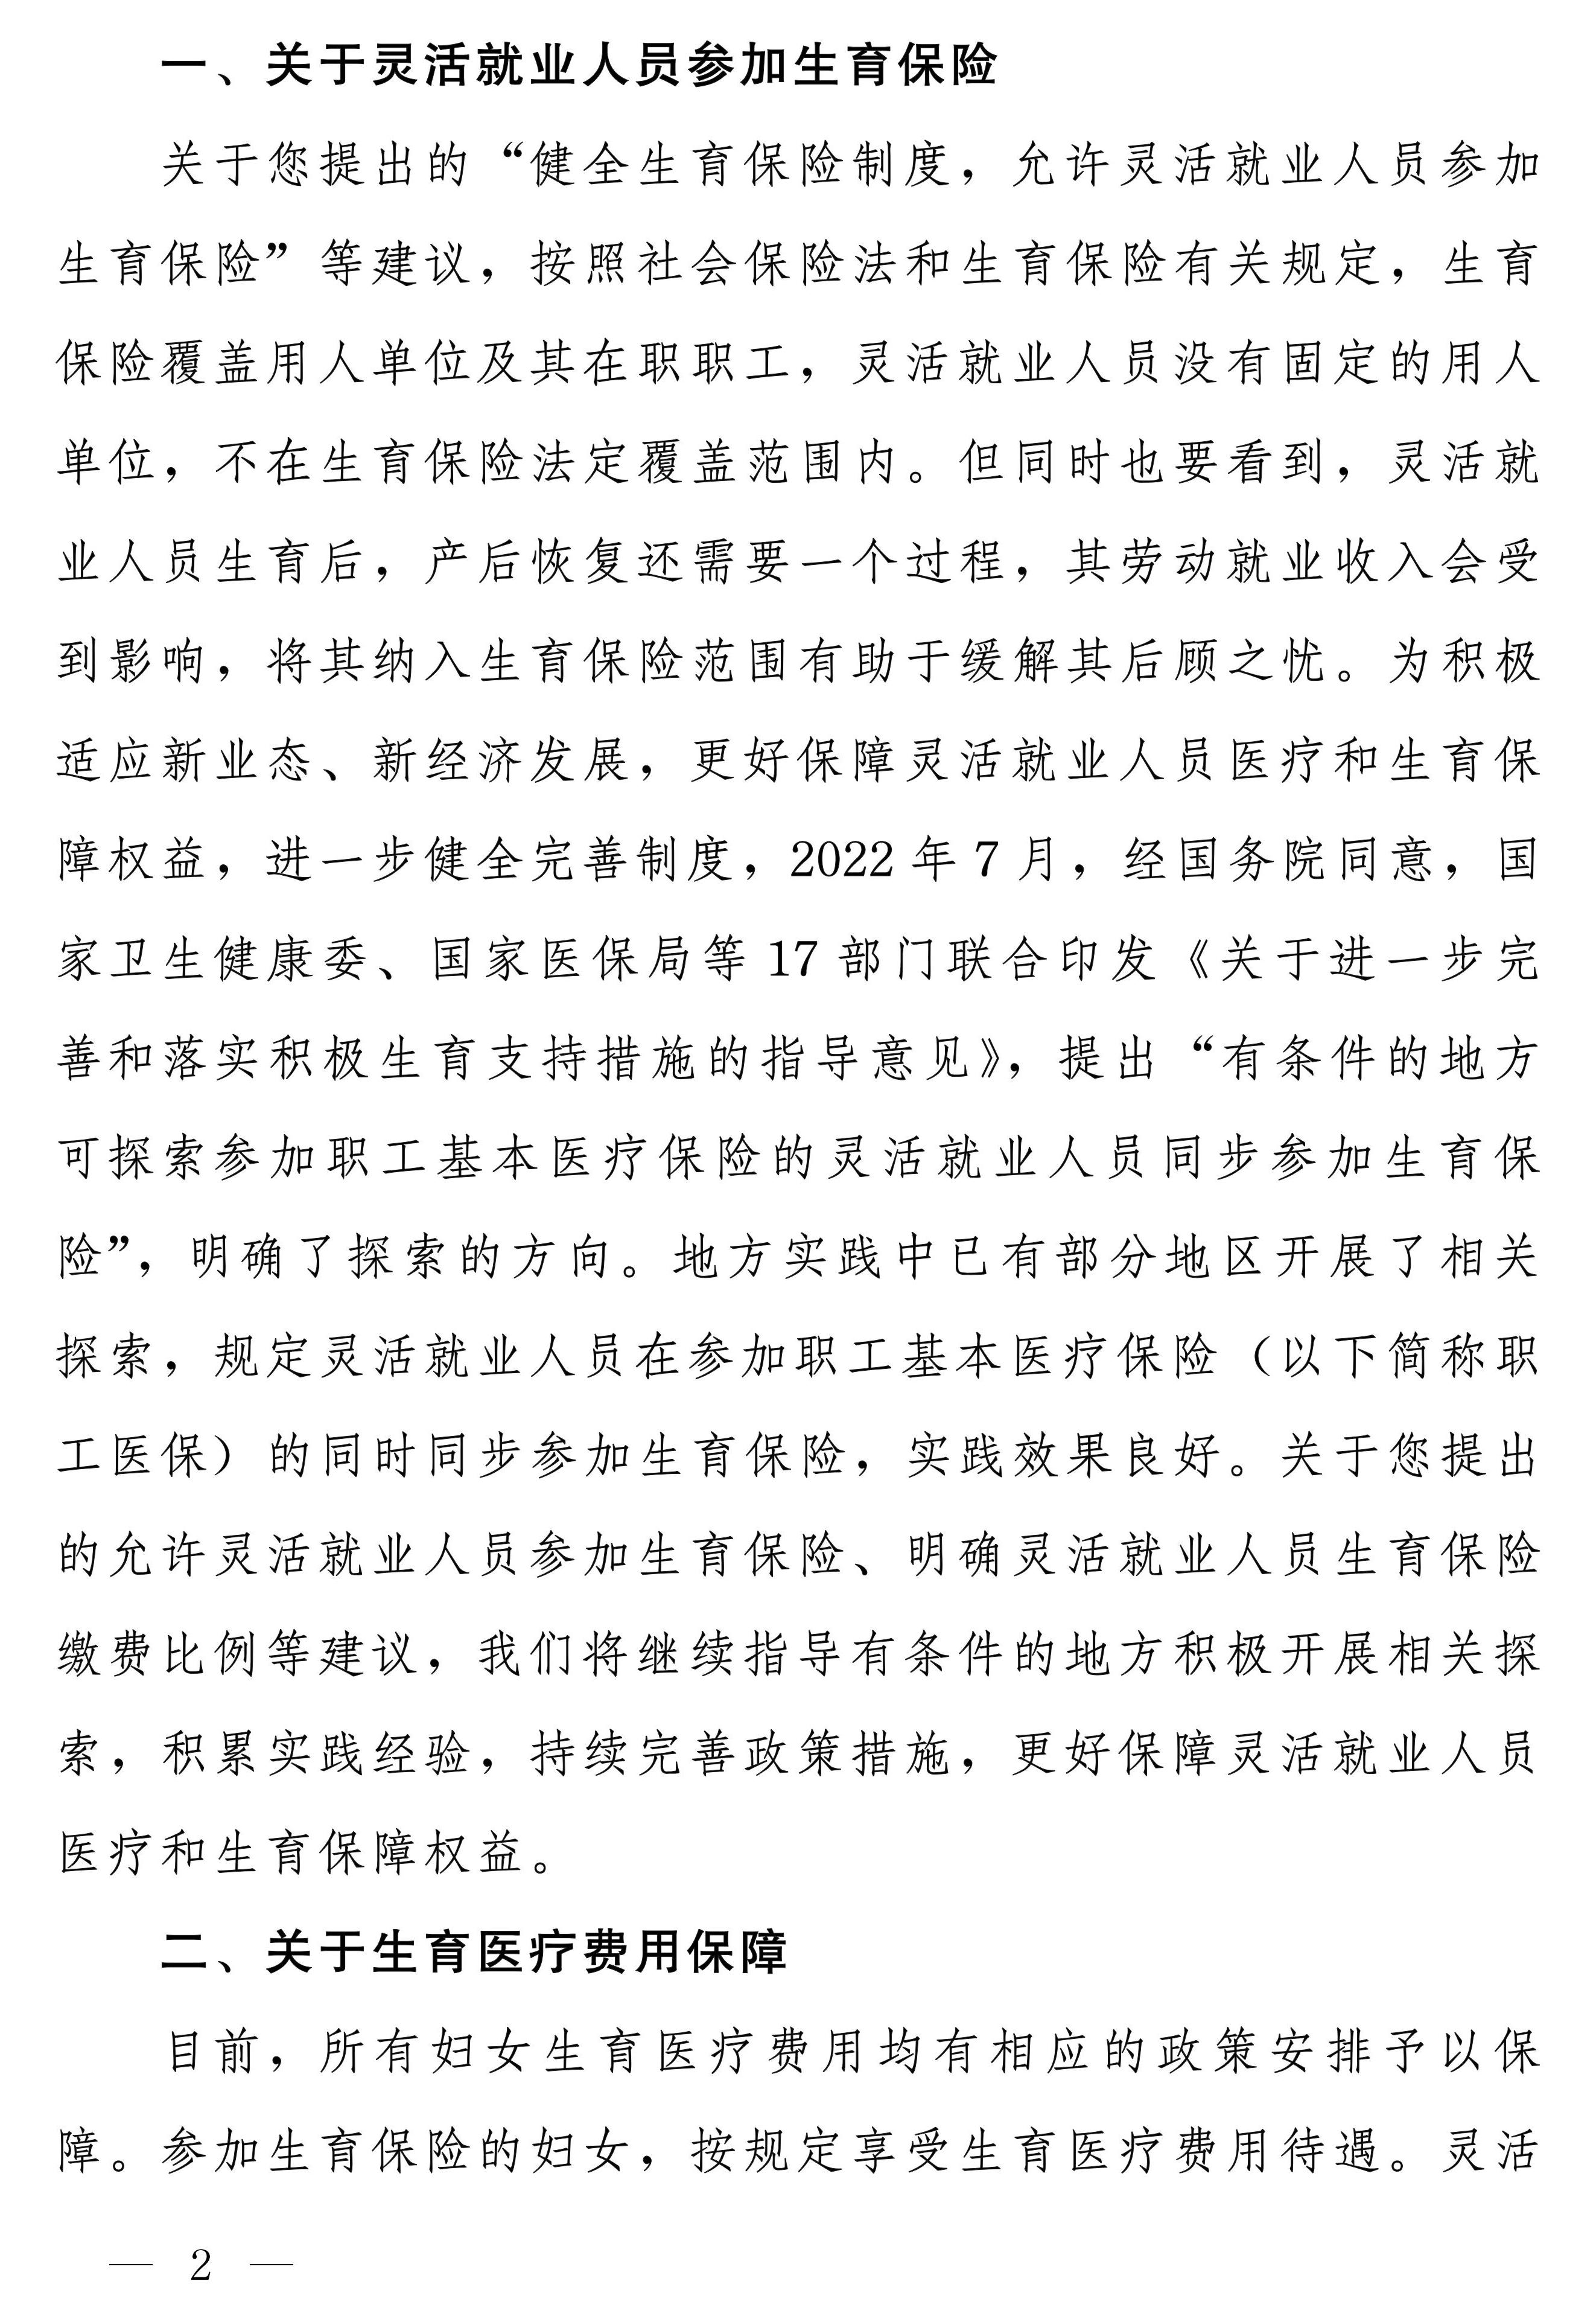 一、关于灵活就业人员参加生育保险
关于您提出的“健全生育保险制度，允许灵活就业人员参加
生育保险”等建议，按照社会保险法和生育保险有关规定，生育
保险覆盖用人单位及其在职职工，灵活就业人员没有固定的用人
单位，不在生育保险法定覆盖范围内。但同时也要看到，灵活就
业人员生育后，产后恢复还需要一个过程，其劳动就业收入会受
到影响，将其纳入生育保险范围有助于缓解其后顾之忧。为积极
适应新业态、新经济发展，更好保障灵活就业人员医疗和生育保
障权益，进一步健全完善制度，2022 年 7 月，经国务院同意，国
家卫生健康委、国家医保局等 17 部门联合印发《关于进一步完
善和落实积极生育支持措施的指导意见》，提出“有条件的地方
可探索参加职工基本医疗保险的灵活就业人员同步参加生育保
险”，明确了探索的方向。地方实践中已有部分地区开展了相关
探索，规定灵活就业人员在参加职工基本医疗保险（以下简称职
工医保）的同时同步参加生育保险，实践效果良好。关于您提出
的允许灵活就业人员参加生育保险、明确灵活就业人员生育保险
缴费比例等建议，我们将继续指导有条件的地方积极开展相关探
索，积累实践经验，持续完善政策措施，更好保障灵活就业人员
医疗和生育保障权益。
二、关于生育医疗费用保障
目前，所有妇女生育医疗费用均有相应的政策安排予以保
障。参加生育保险的妇女，按规定享受生育医疗费用待遇。灵活
— 2 —